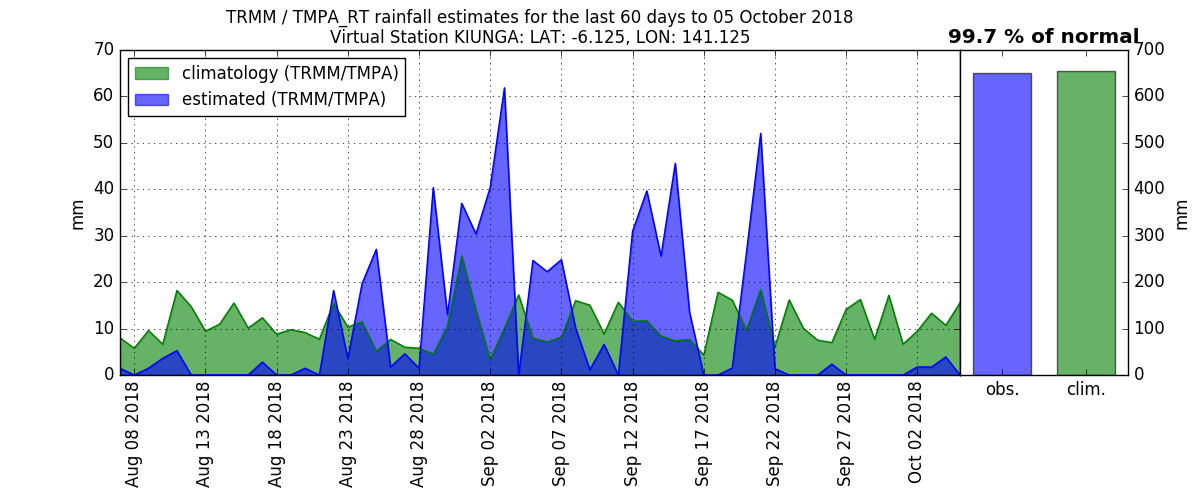 TRMM / TMPA_RT rainfall estimates for the last 60 days to 05 October 2018
Virtual Station KIUNGA: LAT: -6.125, LON: 141.125
99.7 % of normal
climatology (TRMM/TMPA)
estimated (TRMM/TMPA)
70
60
50
40
30
20
10
0
mm
Aug 08 2018
Aug 13 2018
Aug 18 2018
Aug 23 2018
Aug 28 2018
Sep 02 2018
Sep 07 2018
Sep 12 2018
Sep 17 2018
Sep 22 2018
Sep 27 2018
Oct 02 2018
700
600
500
400
300
200
100
0
mm
obs.
clim.